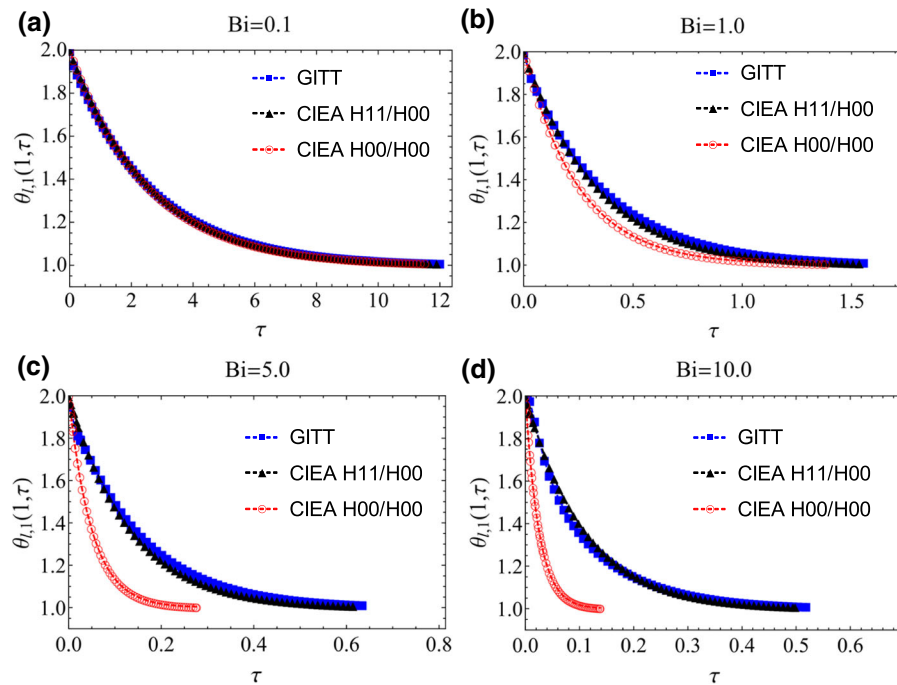 (a) Bi=0.1
2.0
1.8
1.6
1.4
1.2
1.0
θl,1(1,τ)
GITT
CIEA H11/H00
CIEA H00/H00
0 2 4 6 8 10 12
τ
(b) Bi=1.0
2.0
1.8
1.6
1.4
1.2
1.0
θl,1(1,τ)
GITT
CIEA H11/H00
CIEA H00/H00
0.0 0.5 1.0 1.5
τ
(c) Bi=5.0
2.0
1.8
1.6
1.4
1.2
1.0
θl,1(1,τ)
GITT
CIEA H11/H00
CIEA H00/H00
0.0 0.2 0.4 0.6 0.8
τ
(d) Bi=10.0
2.0
1.8
1.6
1.4
1.2
1.0
θl,1(1,τ)
GITT
CIEA H11/H00
CIEA H00/H00
0.0 0.1 0.2 0.3 0.4 0.5 0.6
τ